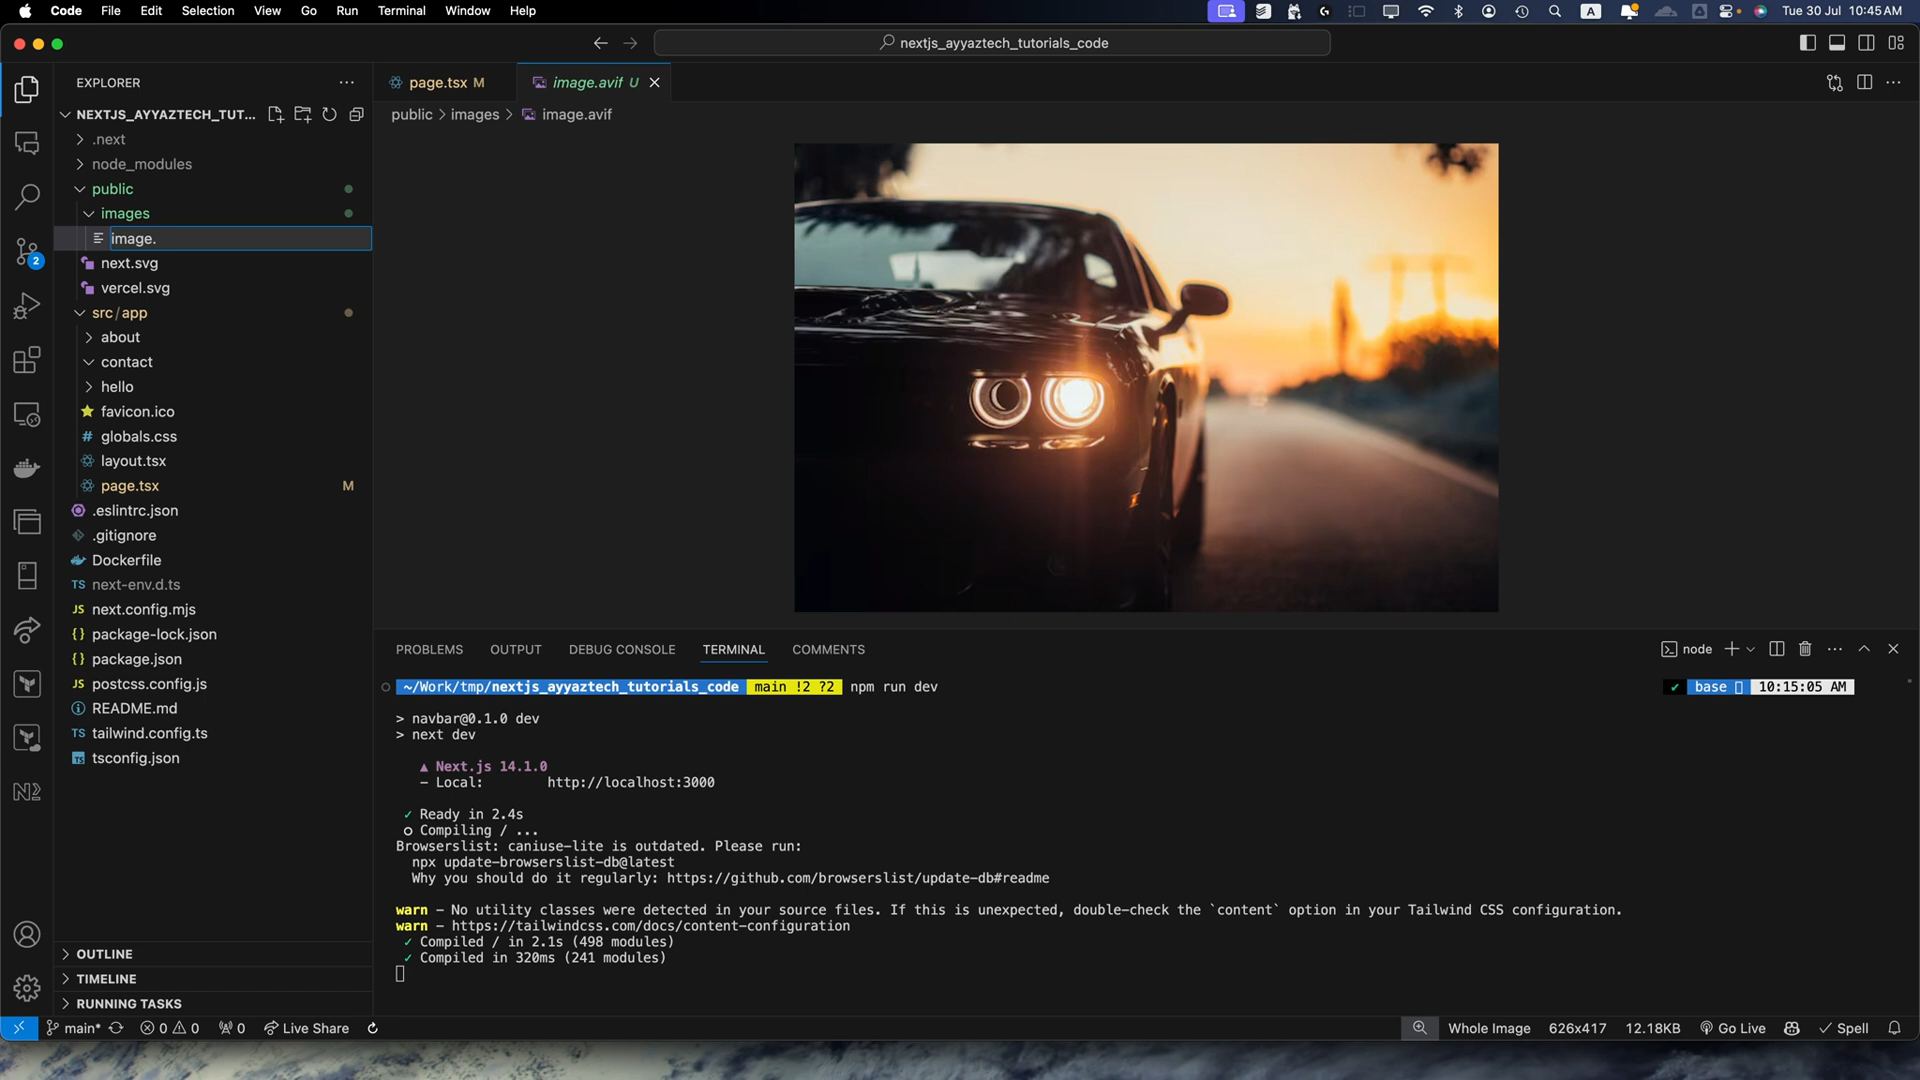 Code File Edit Selection View Go Run Terminal Window Help
A
Tue 30 Jul 10:45 AM
nextjs_ayyaztech_tutorials_code
EXPLORER
NEXTJS_AYYAZTECH_TUT...
.next
node_modules
public
images
image.
next.svg
vercel.svg
src/app
about
contact
hello
favicon.ico
# globals.css
layout.tsx
page.tsx M
.eslintrc.json
.gitignore
Dockerfile
TS next-env.d.ts
JS next.config.mjs
{} package-lock.json
{} package.json
JS postcss.config.js
README.md
TS tailwind.config.ts
TS tsconfig.json
OUTLINE
TIMELINE
RUNNING TASKS
2
page.tsx M
image.avif U
public > images > image.avif
PROBLEMS OUTPUT DEBUG CONSOLE TERMINAL COMMENTS
node
~/Work/tmp/nextjs_ayyaztech_tutorials_code main !2 ?2 npm run dev
✔ base 10:15:05 AM
> navbar@0.1.0 dev
> next dev
▲ Next.js 14.1.0
- Local: http://localhost:3000
✓ Ready in 2.4s
○ Compiling / ...
Browserslist: caniuse-lite is outdated. Please run:
npx update-browserslist-db@latest
Why you should do it regularly: https://github.com/browserslist/update-db#readme
warn - No utility classes were detected in your source files. If this is unexpected, double-check the `content` option in your Tailwind CSS configuration.
warn - https://tailwindcss.com/docs/content-configuration
✓ Compiled / in 2.1s (498 modules)
✓ Compiled in 320ms (241 modules)
main* 0 0 0 Live Share
Whole Image 626x417 12.18KB Go Live Spell